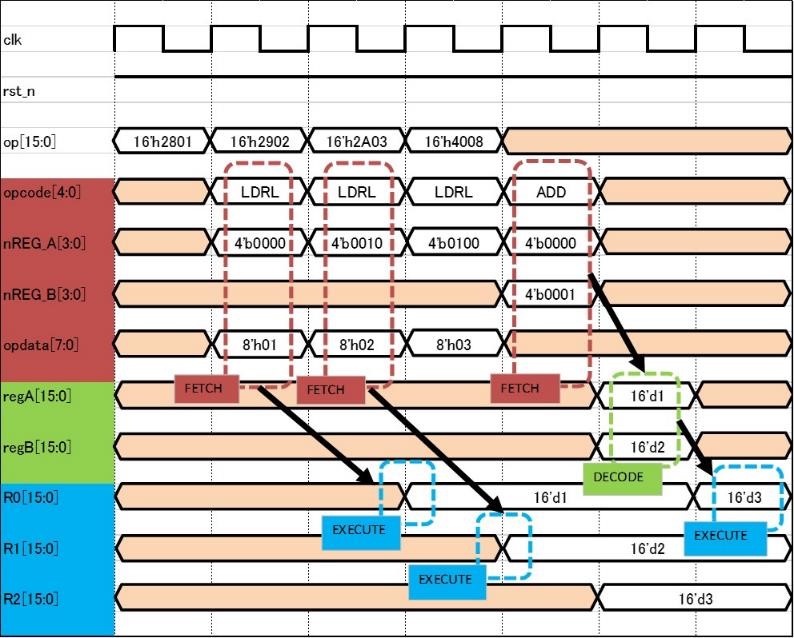 clk
rst_n
op[15:0] 16'h2801 16'h2902 16'h2A03 16'h4008
opcode[4:0] LDRL LDRL LDRL ADD
nREG_A[3:0] 4'b0000 4'b0010 4'b0100 4'b0000
nREG_B[3:0] 4'b0001
opdata[7:0] 8'h01 8'h02 8'h03
FETCH FETCH FETCH
regA[15:0] 16'd1
regB[15:0] 16'd2
DECODE
R0[15:0] 16'd1 16'd3
EXECUTE EXECUTE
R1[15:0] 16'd2
EXECUTE
R2[15:0] 16'd3